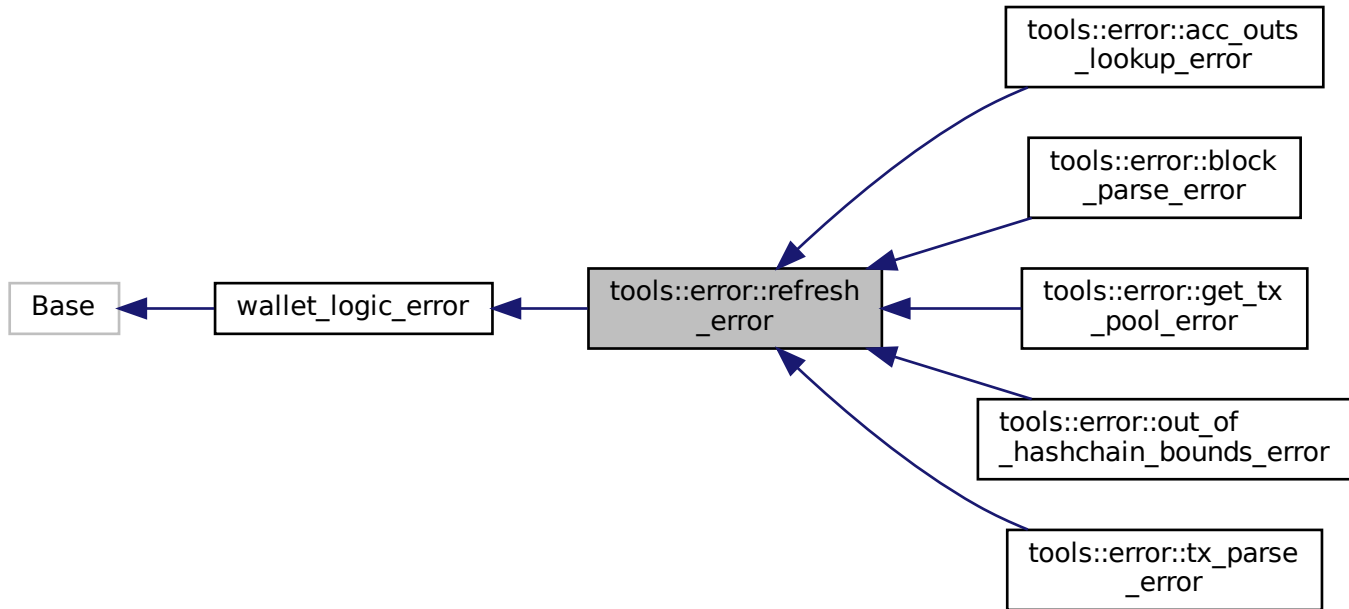 Base
wallet_logic_error
tools::error::refresh
_error
tools::error::acc_outs
_lookup_error
tools::error::block
_parse_error
tools::error::get_tx
_pool_error
tools::error::out_of
_hashchain_bounds_error
tools::error::tx_parse
_error